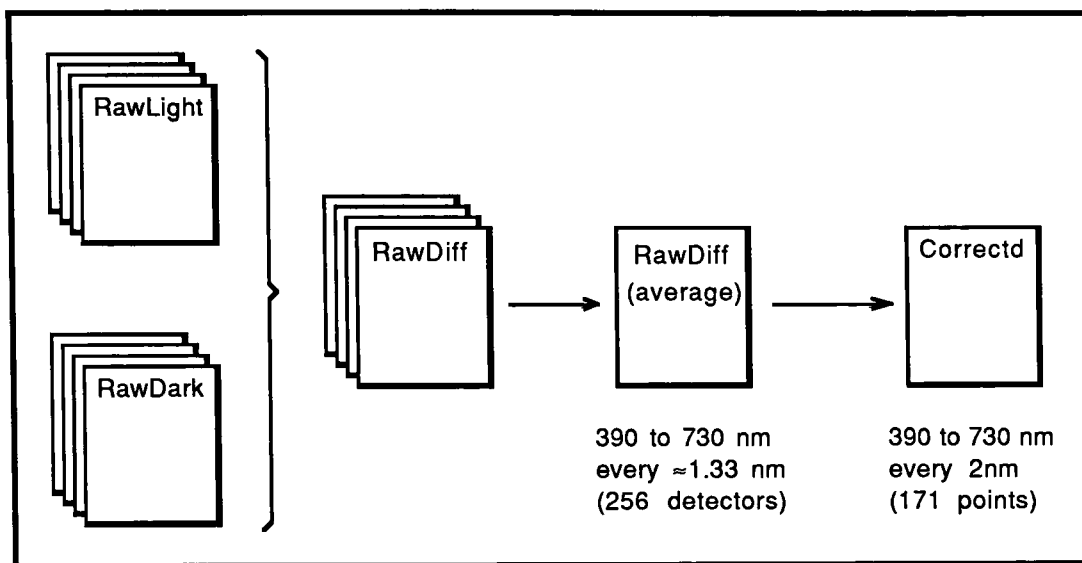 RawLight
RawDark
RawDiff
RawDiff
(average)
390 to 730 nm
every ≈1.33 nm
(256 detectors)
Correctd
390 to 730 nm
every 2nm
(171 points)